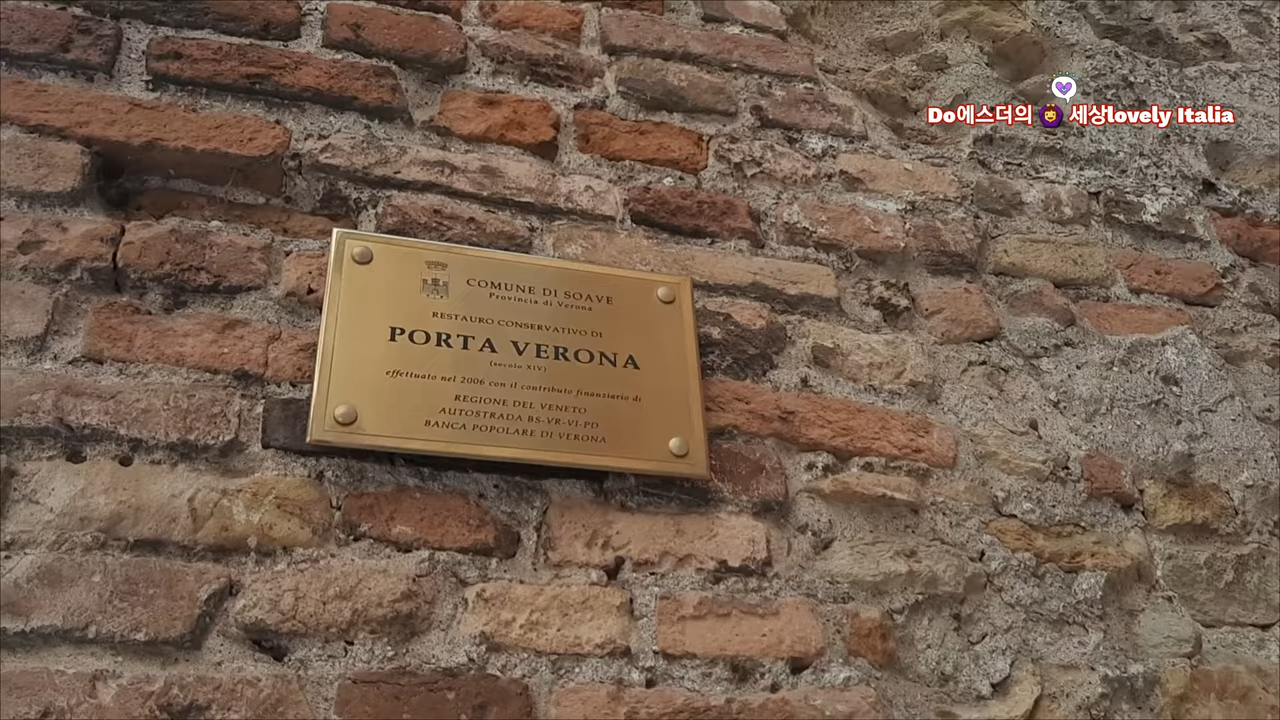 Do에스더의 세상lovely Italia
COMUNE DI SOAVE
Provincia di Verona
RESTAURO CONSERVATIVO DI
PORTA VERONA
(secolo XIV)
effettuato nel 2006 con il contributo finanziario di
REGIONE DEL VENETO
AUTOSTRADA BS-VR-VI-PD
BANCA POPOLARE DI VERONA